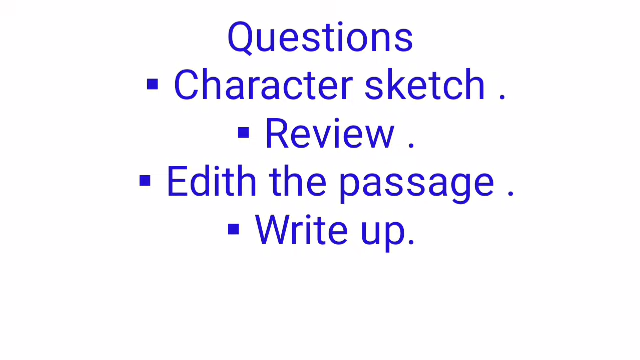 Questions
▪ Character sketch .
▪ Review .
▪ Edith the passage .
▪ Write up.